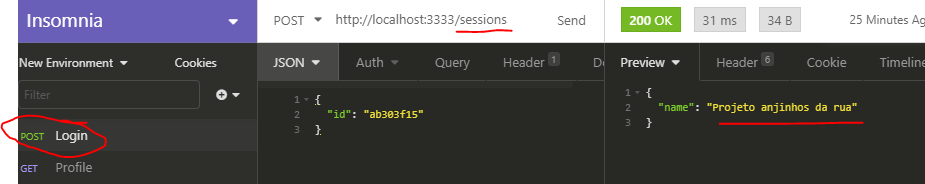 Insomnia
POST http://localhost:3333/sessions Send
200 OK 31 ms 34 B 25 Minutes Ag
New Environment Cookies
JSON Auth Query Header 1 De
Preview Header 6 Cookie Timeline
Filter
1 {
2 "id": "ab303f15"
3 }
1 {
2 "name": "Projeto anjinhos da rua"
3 }
POST Login
GET Profile